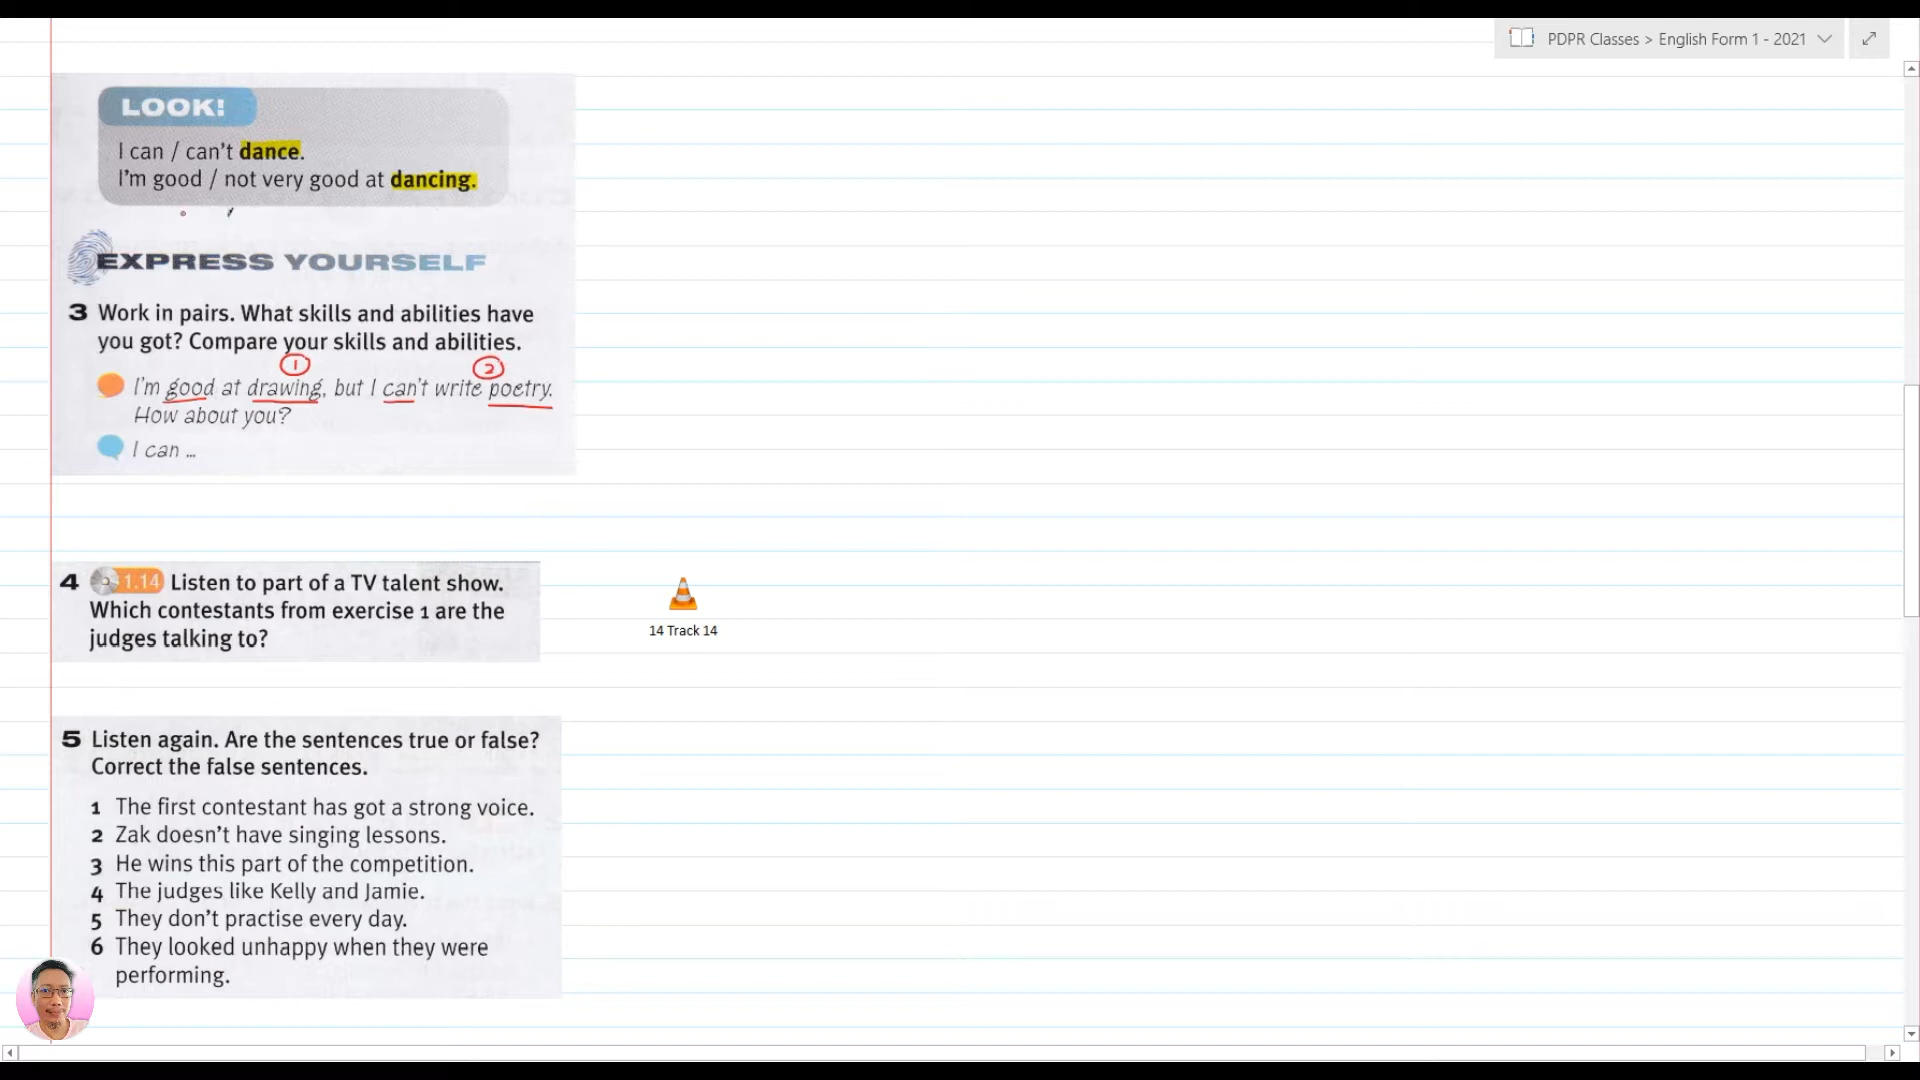 PDPR Classes > English Form 1 - 2021
LOOK!
I can / can't dance.
I'm good / not very good at dancing.
EXPRESS YOURSELF
3 Work in pairs. What skills and abilities have
you got? Compare your skills and abilities.
1 2
I'm good at drawing, but I can't write poetry.
How about you?
I can ...
4 1.14 Listen to part of a TV talent show.
Which contestants from exercise 1 are the
judges talking to?
14 Track 14
5 Listen again. Are the sentences true or false?
Correct the false sentences.
1 The first contestant has got a strong voice.
2 Zak doesn't have singing lessons.
3 He wins this part of the competition.
4 The judges like Kelly and Jamie.
5 They don't practise every day.
6 They looked unhappy when they were
performing.